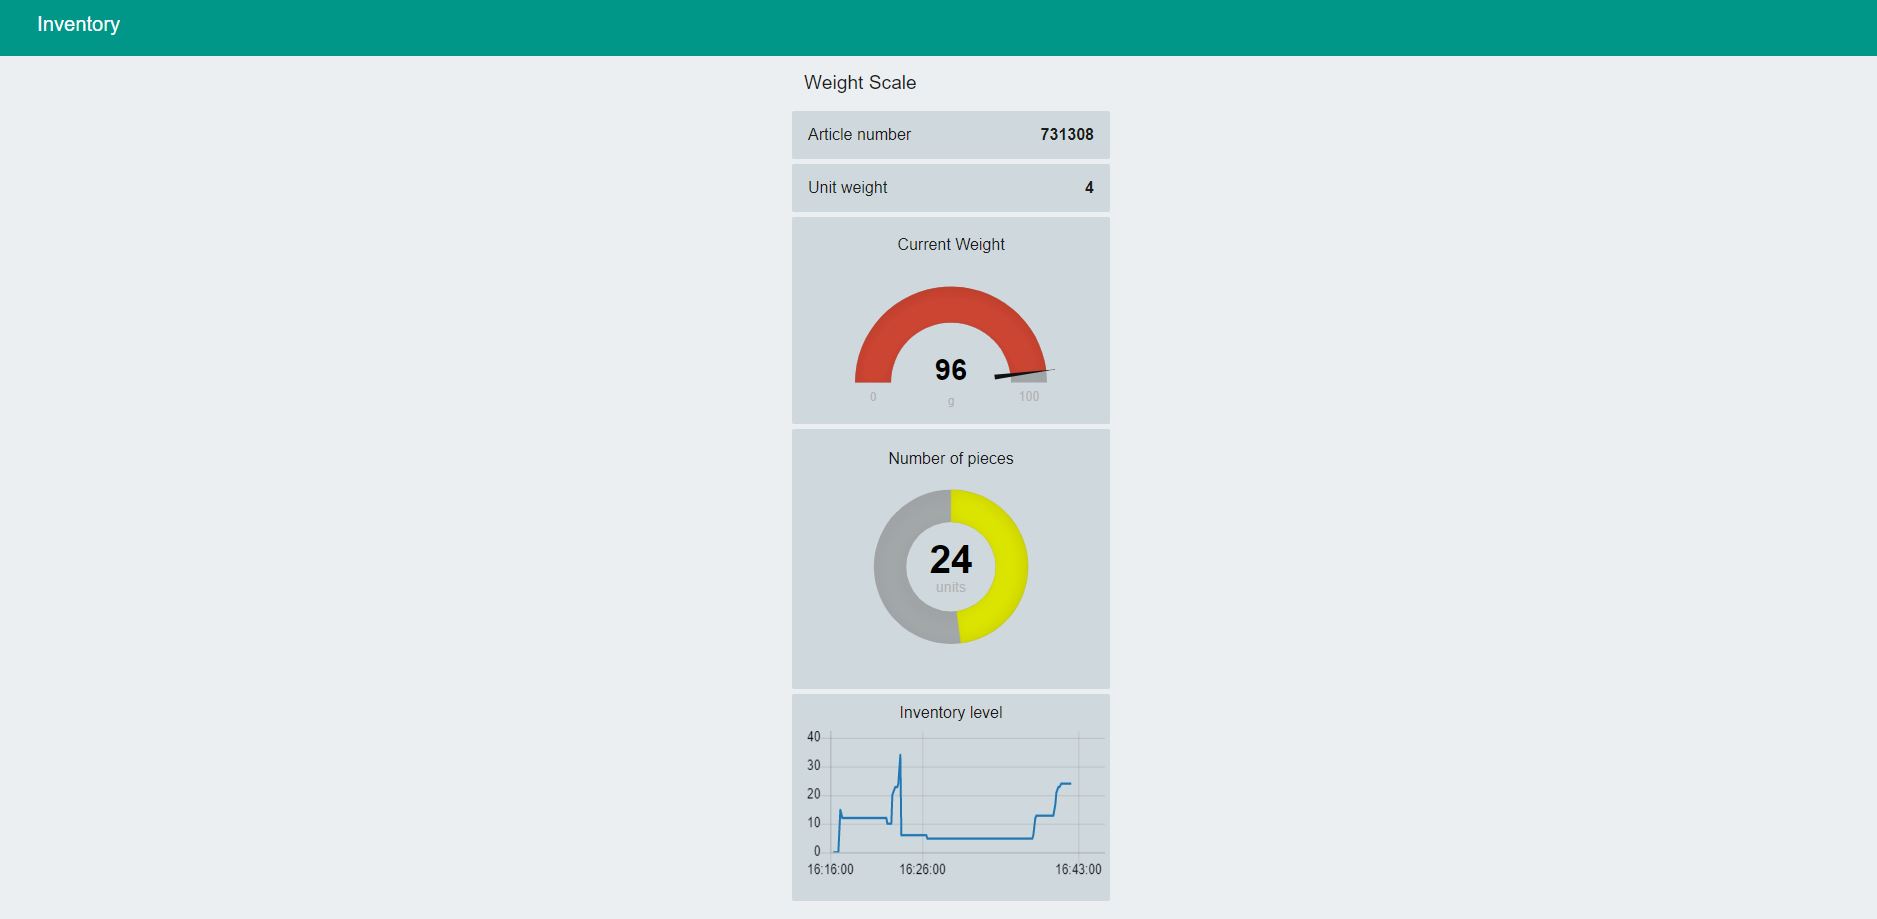 Inventory
Weight Scale
Article number 731308
Unit weight 4
Current Weight
96
0 g 100
Number of pieces
24
units
Inventory level
40
30
20
10
0
16:16:00 16:26:00 16:43:00